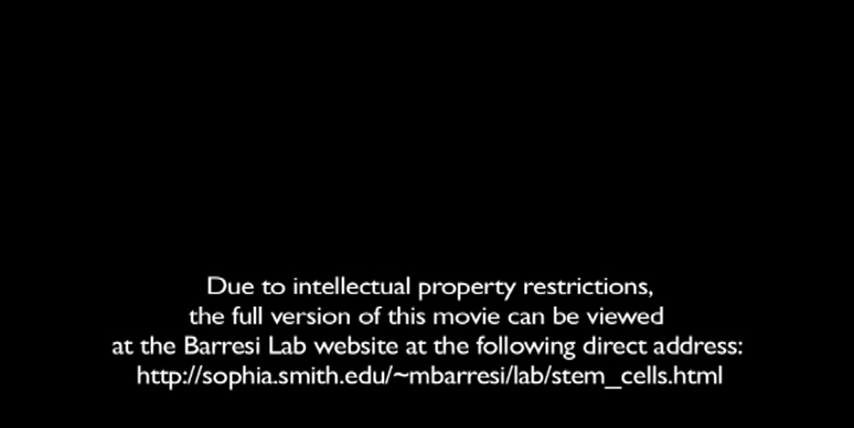 Due to intellectual property restrictions,
the full version of this movie can be viewed
at the Barresi Lab website at the following direct address:
http://sophia.smith.edu/~mbarresi/lab/stem_cells.html